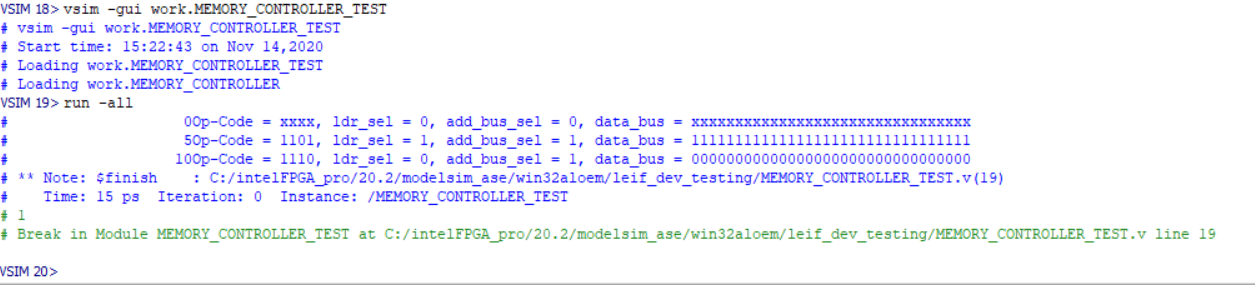 VSIM 18> vsim -gui work.MEMORY_CONTROLLER_TEST
# vsim -gui work.MEMORY_CONTROLLER_TEST
# Start time: 15:22:43 on Nov 14,2020
# Loading work.MEMORY_CONTROLLER_TEST
# Loading work.MEMORY_CONTROLLER
VSIM 19> run -all
#                    0Op-Code = xxxx, ldr_sel = 0, add_bus_sel = 0, data_bus = xxxxxxxxxxxxxxxxxxxxxxxxxxxxxxxx
#                    5Op-Code = 1101, ldr_sel = 1, add_bus_sel = 1, data_bus = 11111111111111111111111111111111
#                   10Op-Code = 1110, ldr_sel = 0, add_bus_sel = 1, data_bus = 00000000000000000000000000000000
# ** Note: $finish    : C:/intelFPGA_pro/20.2/modelsim_ase/win32aloem/leif_dev_testing/MEMORY_CONTROLLER_TEST.v(19)
#    Time: 15 ps  Iteration: 0  Instance: /MEMORY_CONTROLLER_TEST
# 1
# Break in Module MEMORY_CONTROLLER_TEST at C:/intelFPGA_pro/20.2/modelsim_ase/win32aloem/leif_dev_testing/MEMORY_CONTROLLER_TEST.v line 19
VSIM 20>